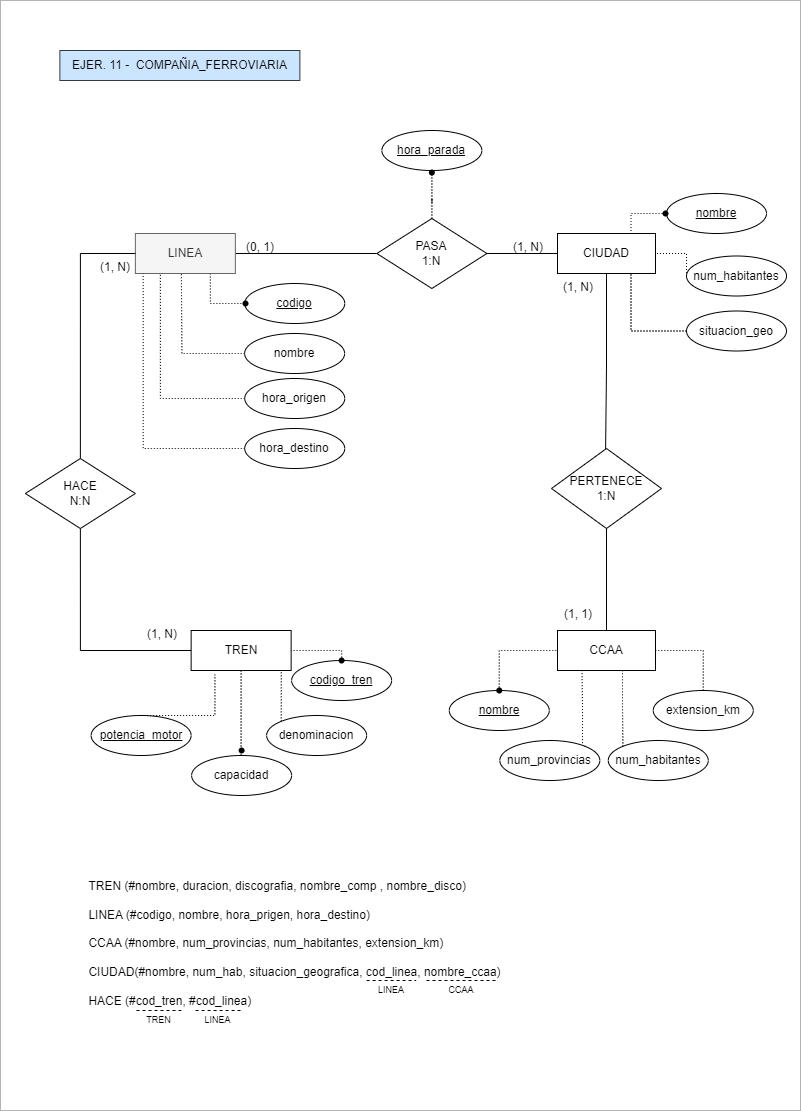 EJER. 11 - COMPAÑIA_FERROVIARIA
hora_parada
LINEA
(0, 1)
PASA
1:N
(1, N)
CIUDAD
nombre
(1, N)
(1, N)
num_habitantes
codigo
situacion_geo
nombre
hora_origen
hora_destino
HACE
N:N
PERTENECE
1:N
(1, N)
(1, 1)
TREN
CCAA
codigo_tren
nombre
extension_km
potencia_motor
denominacion
capacidad
num_provincias
num_habitantes
TREN (#nombre, duracion, discografia, nombre_comp , nombre_disco)
LINEA (#codigo, nombre, hora_prigen, hora_destino)
CCAA (#nombre, num_provincias, num_habitantes, extension_km)
CIUDAD(#nombre, num_hab, situacion_geografica, cod_linea, nombre_ccaa)
LINEA CCAA
HACE (#cod_tren, #cod_linea)
TREN LINEA